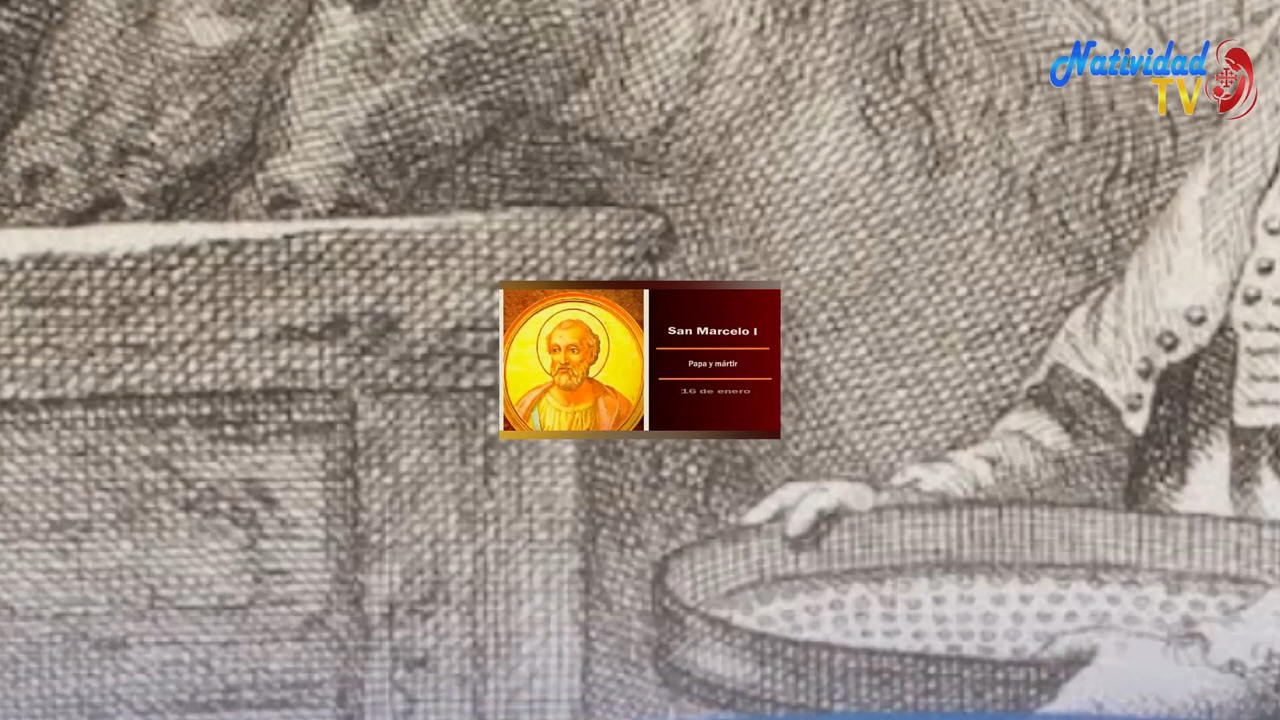 Natividad
TV
San Marcelo I
Papa y mártir
16 de enero